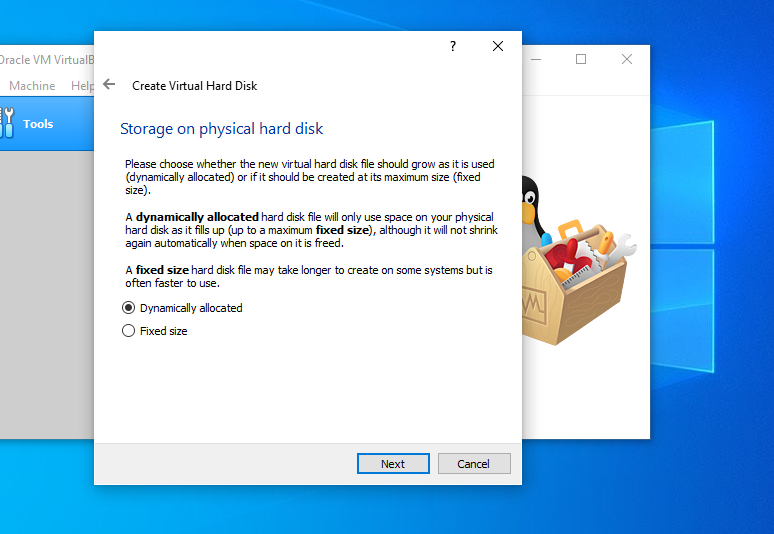 Oracle VM VirtualB
?
Create Virtual Hard Disk
Machine Help
Tools
Storage on physical hard disk
Please choose whether the new virtual hard disk file should grow as it is used
(dynamically allocated) or if it should be created at its maximum size (fixed
size).
A dynamically allocated hard disk file will only use space on your physical
hard disk as it fills up (up to a maximum fixed size), although it will not shrink
again automatically when space on it is freed.
A fixed size hard disk file may take longer to create on some systems but is
often faster to use.
Dynamically allocated
Fixed size
Next
Cancel